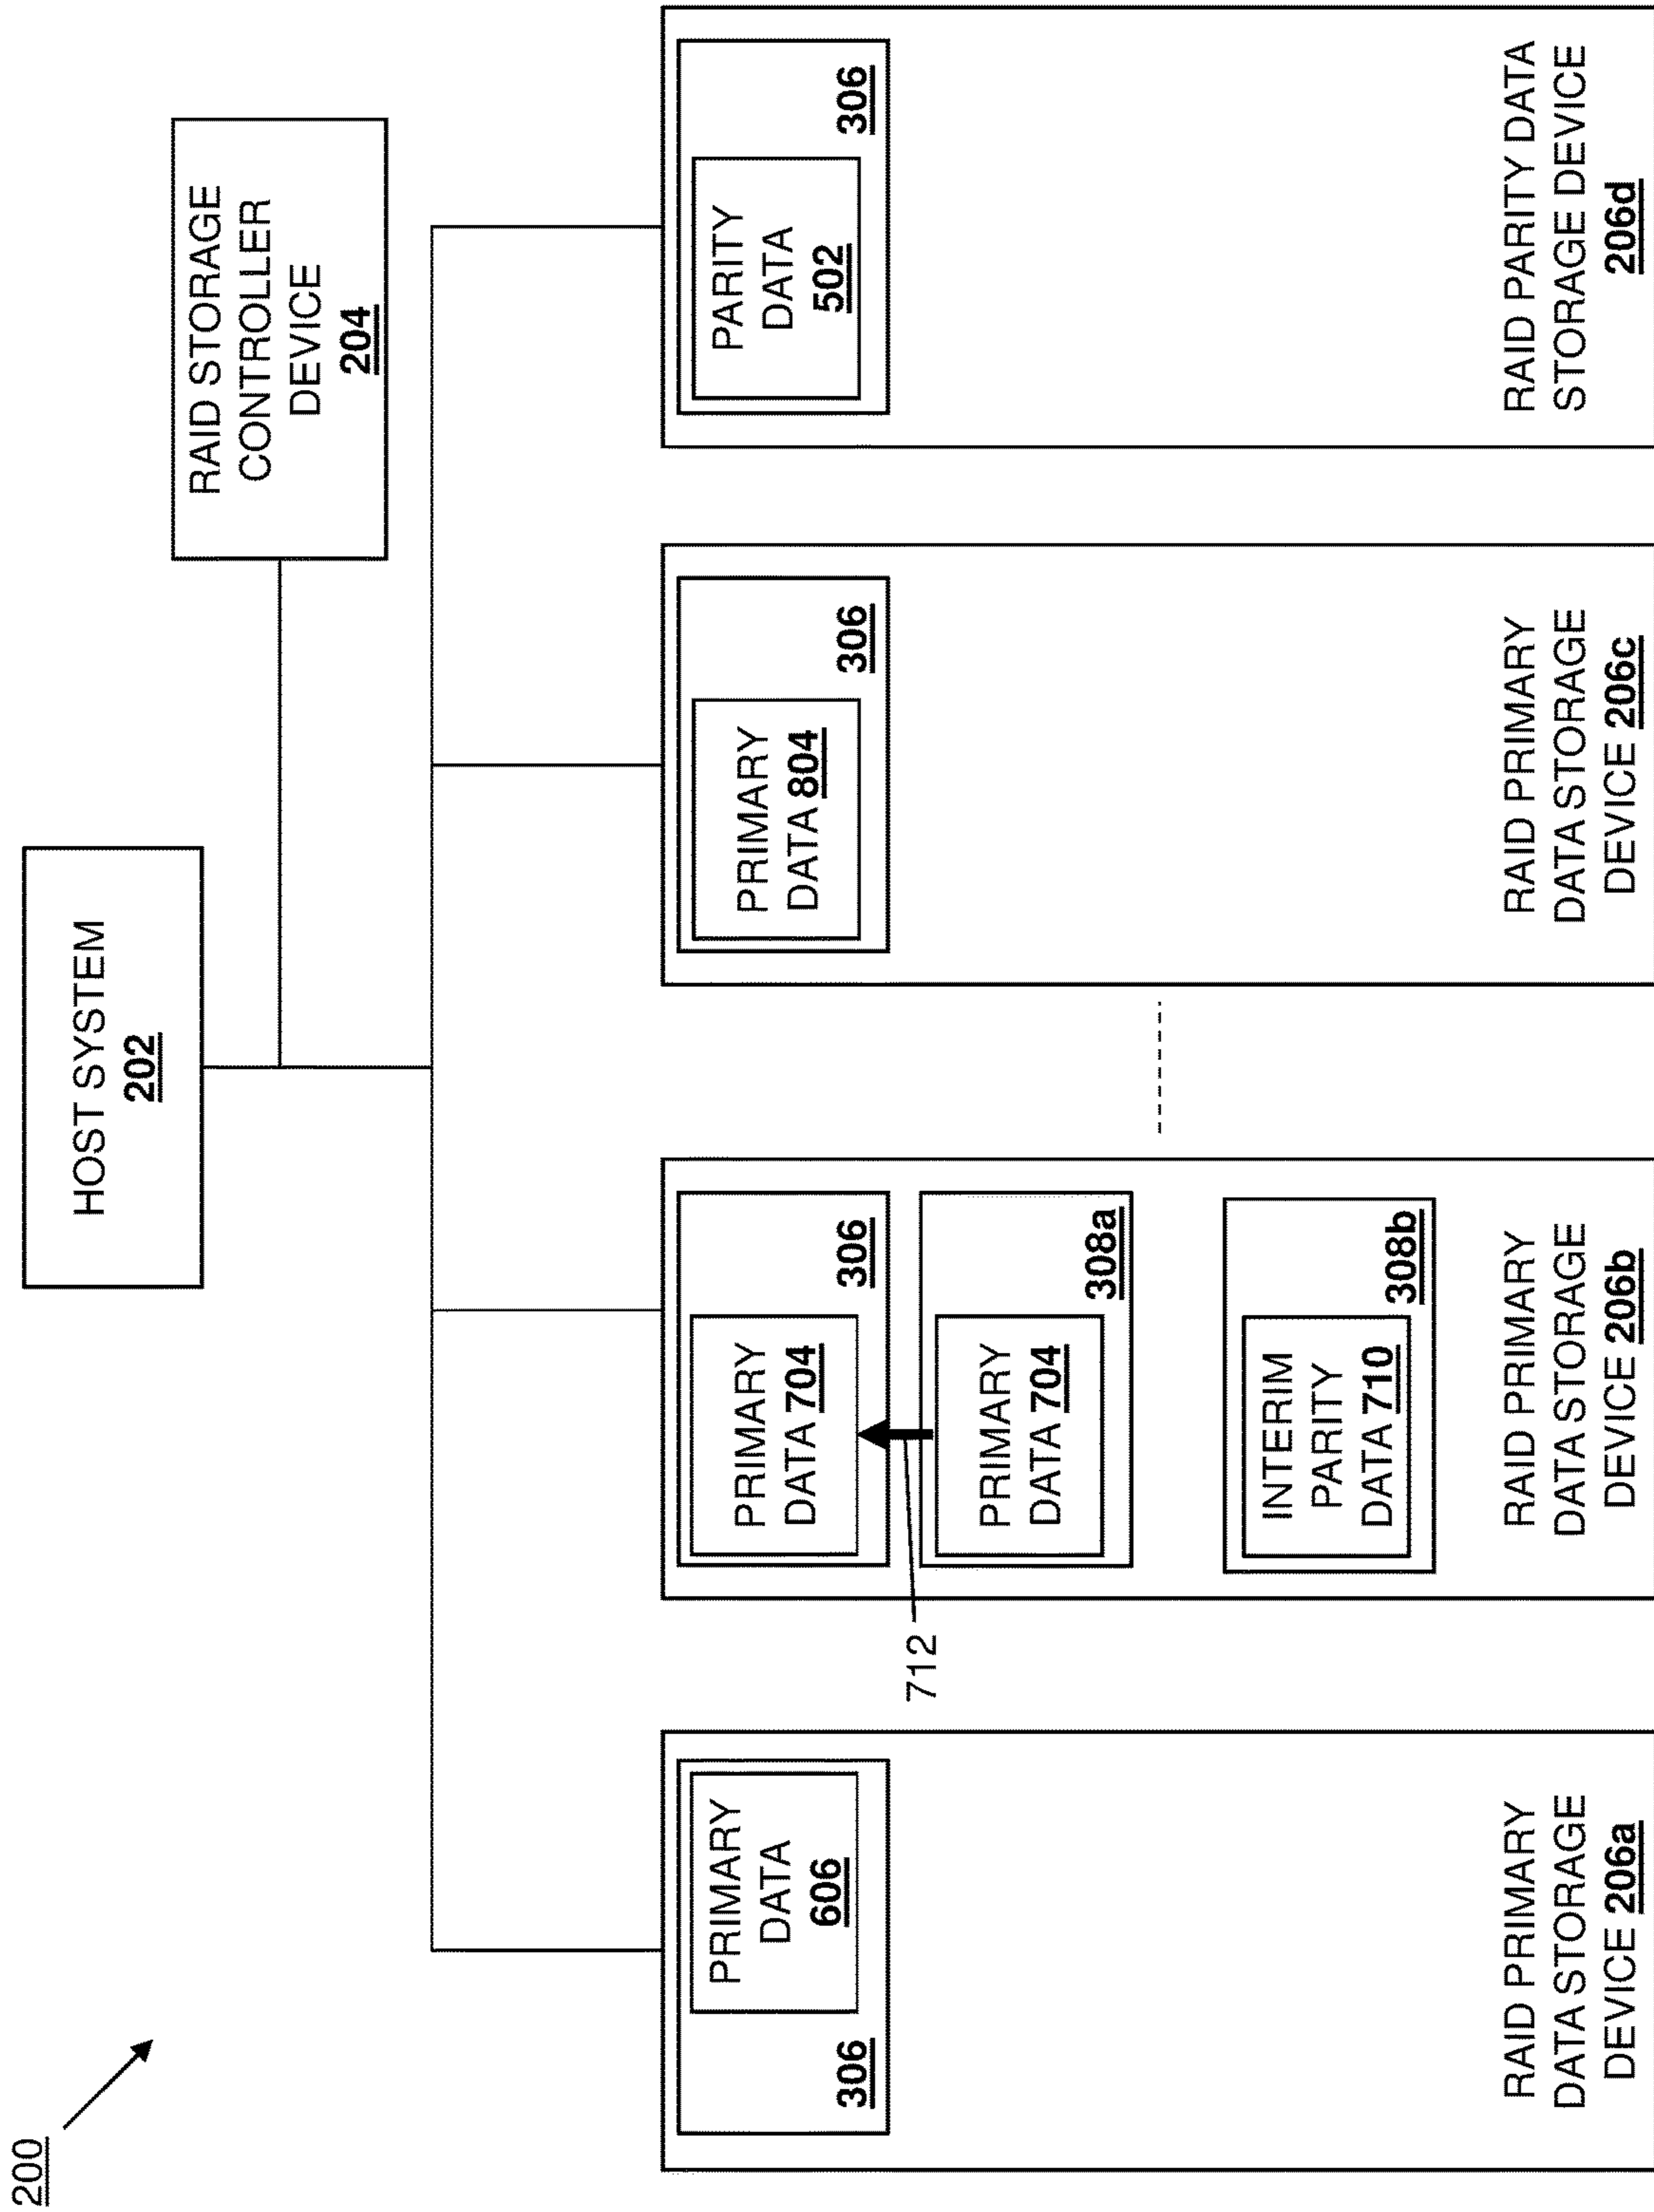 200
HOST SYSTEM
202
RAID STORAGE
CONTROLLER
DEVICE
204
PRIMARY
DATA
606
306
RAID PRIMARY
DATA STORAGE
DEVICE 206a
PRIMARY
DATA 704
306
712
PRIMARY
DATA 704
308a
INTERIM
PARITY
DATA 710
308b
RAID PRIMARY
DATA STORAGE
DEVICE 206b
PRIMARY
DATA 804
306
RAID PRIMARY
DATA STORAGE
DEVICE 206c
PARITY
DATA
502
306
RAID PARITY DATA
STORAGE DEVICE
206d